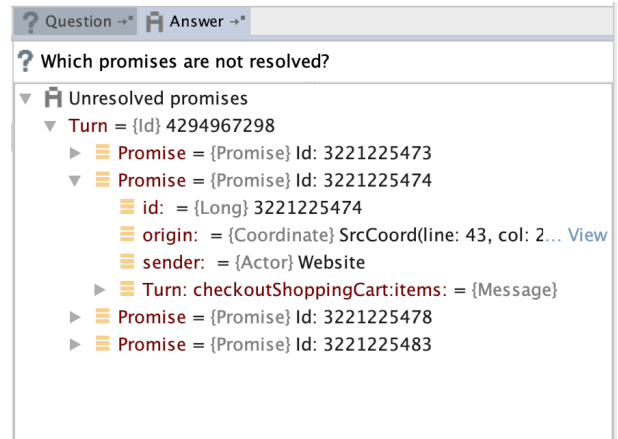 Question
Answer
Which promises are not resolved?
Unresolved promises
Turn = {Id} 4294967298
Promise = {Promise} Id: 3221225473
Promise = {Promise} Id: 3221225474
id: = {Long} 3221225474
origin: = {Coordinate} SrcCoord(line: 43, col: 2... View
sender: = {Actor} Website
Turn: checkoutShoppingCart:items: = {Message}
Promise = {Promise} Id: 3221225478
Promise = {Promise} Id: 3221225483